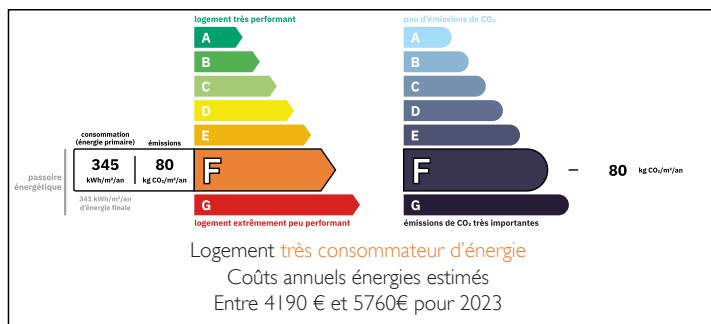 logement très performant
A
B
C
D
E
consommation
(énergie primaire)
émissions
345
kWh/m²/an
80
kg CO₂/m²/an
F
passoire
énergétique
341 kWh/m²/an
d'énergie finale
G
logement extrêmement peu performant
peu d'émissions de CO₂
A
B
C
D
E
F
80 kg CO₂/m²/an
G
émissions de CO₂ très importantes
Logement très consommateur d'énergie
Coûts annuels énergies estimés
Entre 4190 € et 5760€ pour 2023